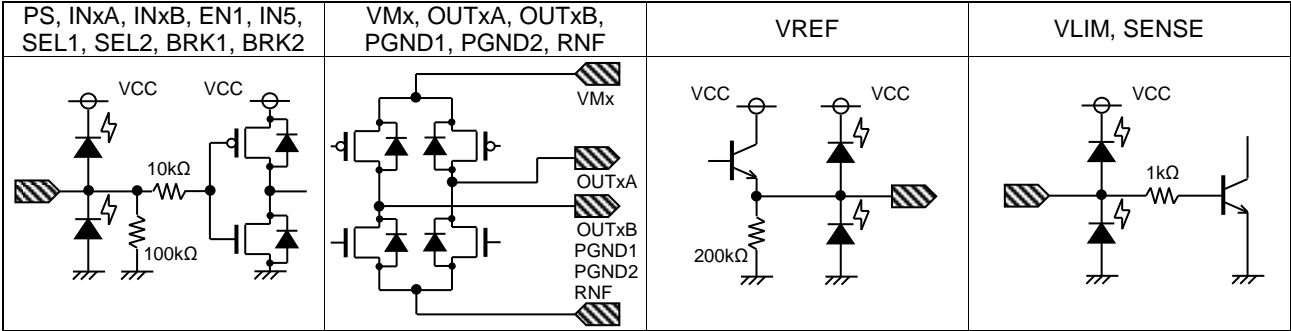 PS, INxA, INxB, EN1, IN5,
SEL1, SEL2, BRK1, BRK2
VMx, OUTxA, OUTxB,
PGND1, PGND2, RNF
VREF
VLIM, SENSE
VCC
VCC
10kΩ
100kΩ
VMx
OUTxA
OUTxB
PGND1
PGND2
RNF
VCC
VCC
200kΩ
VCC
1kΩ